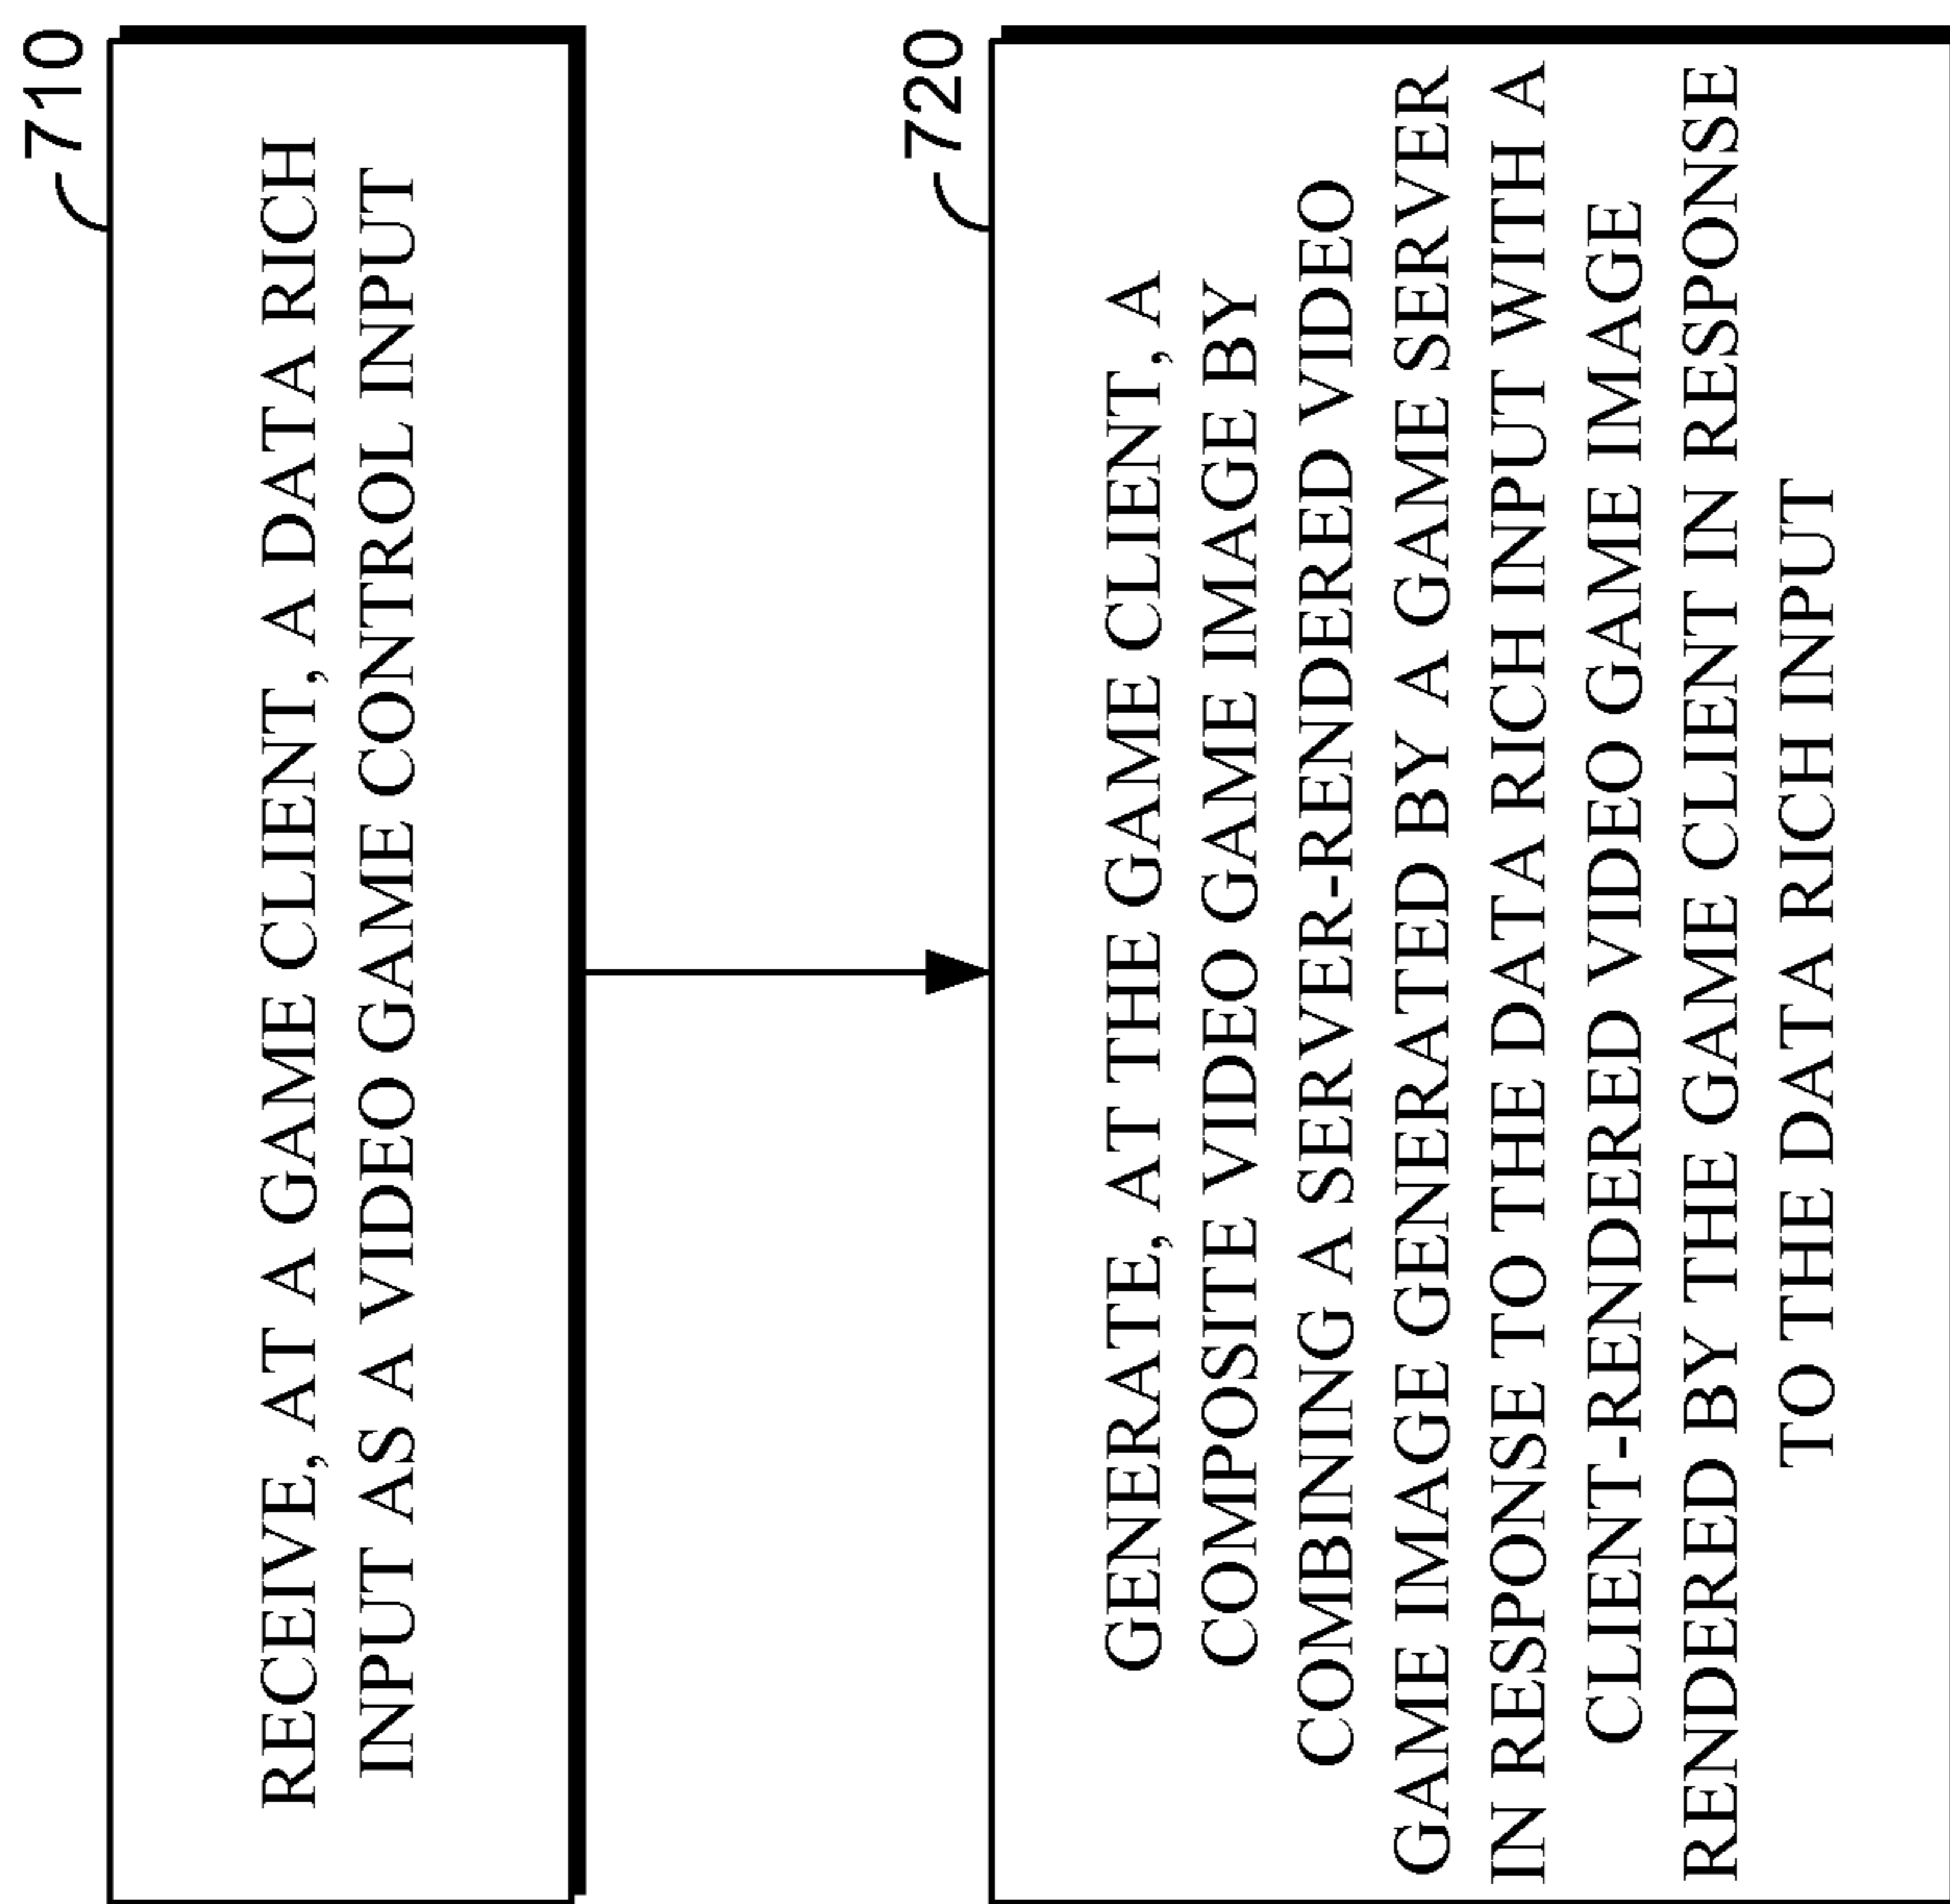 710
RECEIVE, AT A GAME CLIENT, A DATA RICH
INPUT AS A VIDEO GAME CONTROL INPUT
720
GENERATE, AT THE GAME CLIENT, A
COMPOSITE VIDEO GAME IMAGE BY
COMBINING A SERVER-RENDERED VIDEO
GAME IMAGE GENERATED BY A GAME SERVER
IN RESPONSE TO THE DATA RICH INPUT WITH A
CLIENT-RENDERED VIDEO GAME IMAGE
RENDERED BY THE GAME CLIENT IN RESPONSE
TO THE DATA RICH INPUT